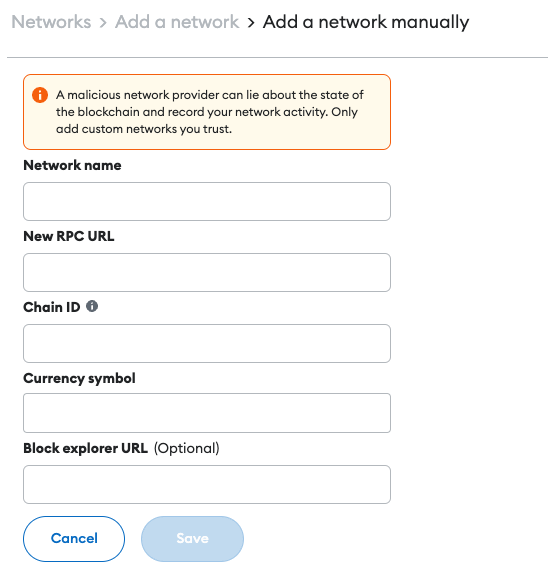 Networks > Add a network > Add a network manually
A malicious network provider can lie about the state of
the blockchain and record your network activity. Only
add custom networks you trust.
Network name
New RPC URL
Chain ID
Currency symbol
Block explorer URL (Optional)
Cancel Save